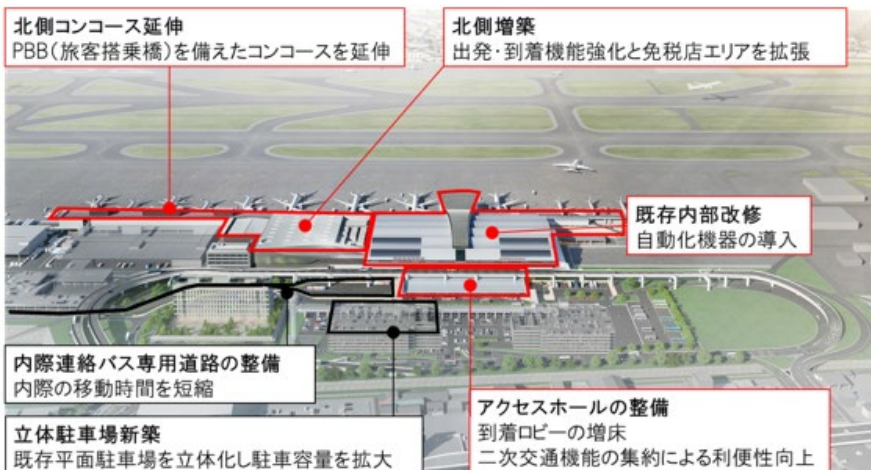 北側コンコース延伸
PBB(旅客搭乗橋)を備えたコンコースを延伸
北側増築
出発・到着機能強化と免税店エリアを拡張
既存内部改修
自動化機器の導入
内際連絡バス専用道路の整備
内際の移動時間を短縮
立体駐車場新築
既存平面駐車場を立体化し駐車容量を拡大
アクセスホールの整備
到着ロビーの増床
二次交通機能の集約による利便性向上